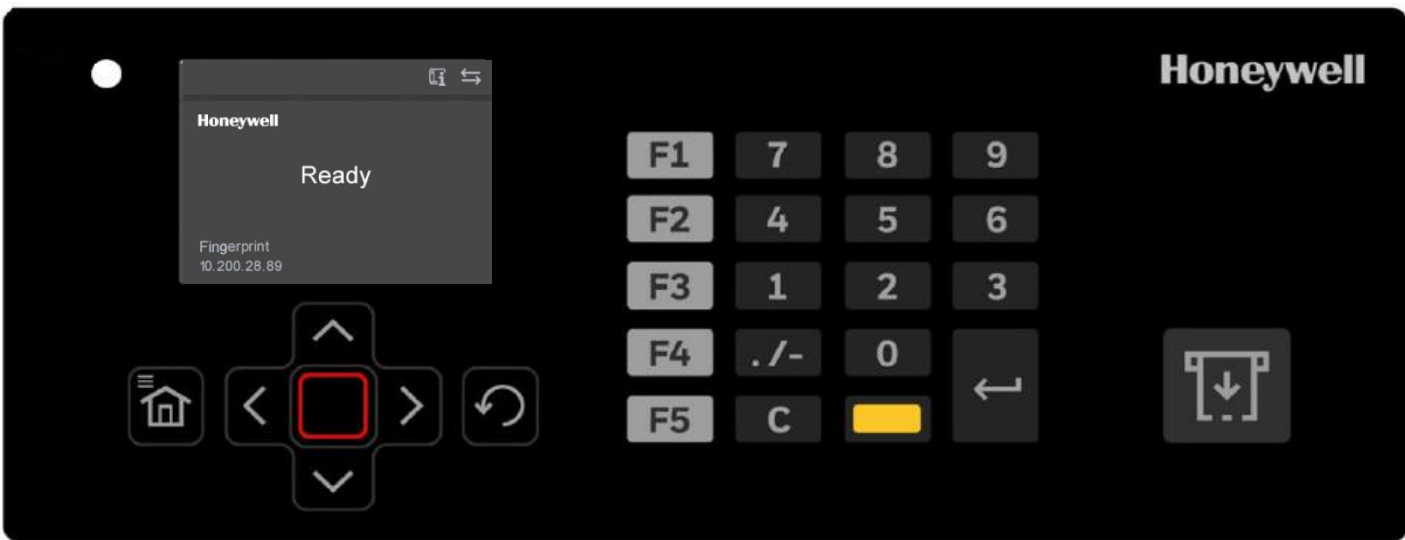 Honeywell
Honeywell
Ready
Fingerprint
10.200.28.89
F1 7 8 9
F2 4 5 6
F3 1 2 3
F4 ./- 0
F5 C